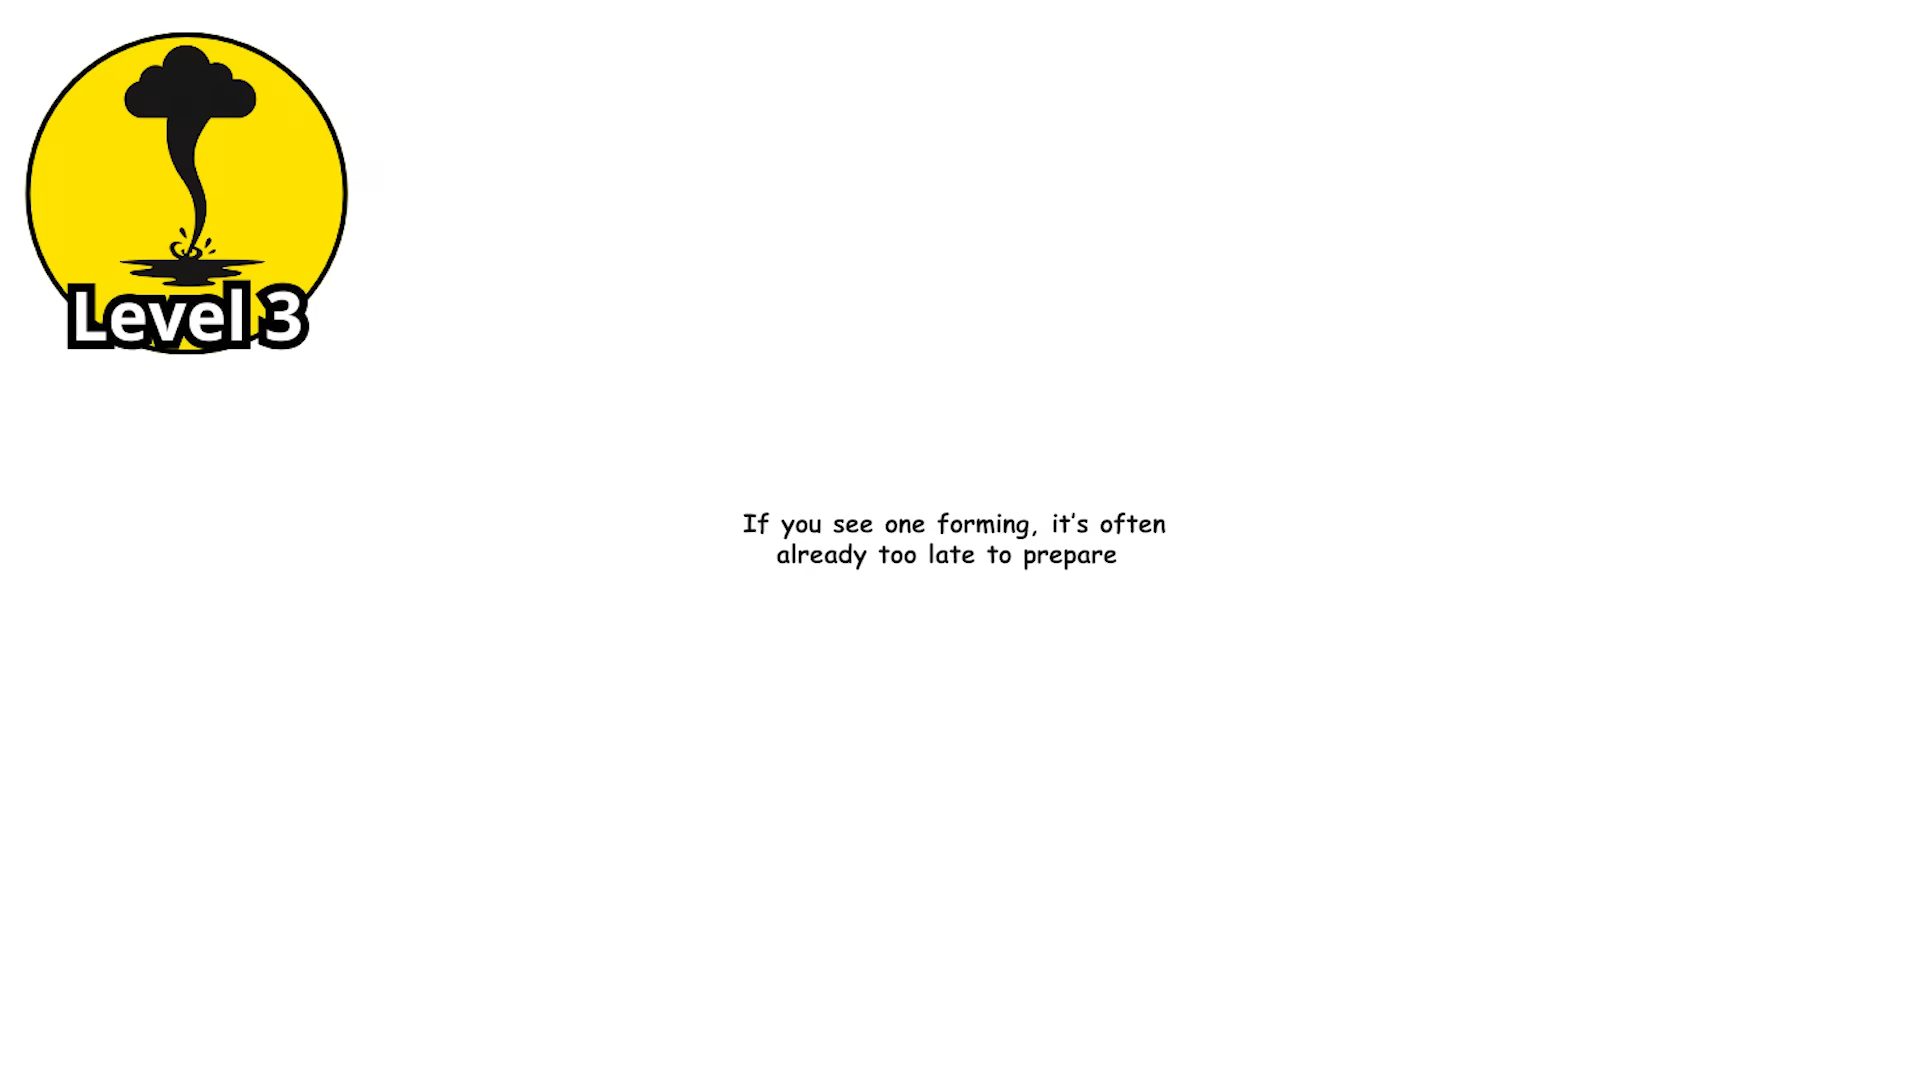 Level 3
If you see one forming, it's often
already too late to prepare